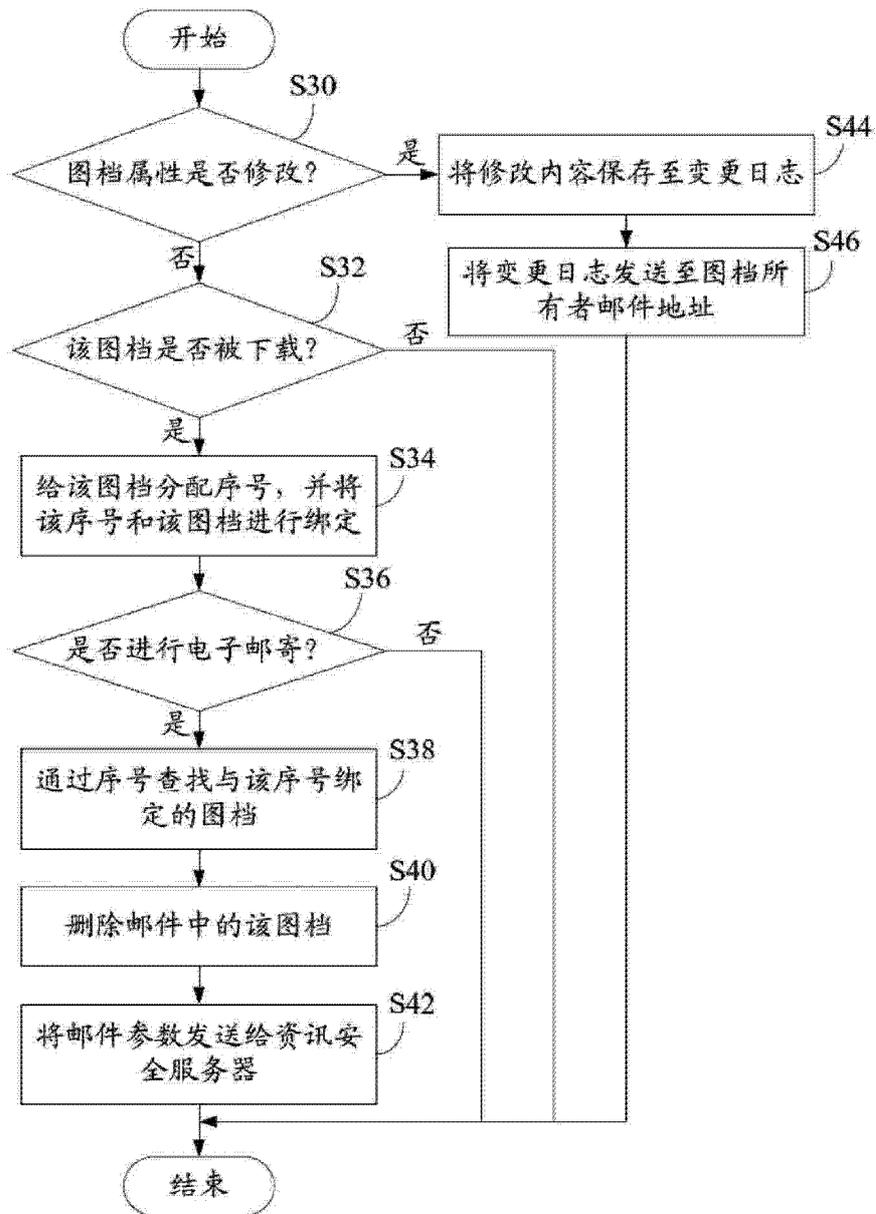 开始
S30
图档属性是否修改?
是
S44
将修改内容保存至变更日志
否
S46
将变更日志发送至图档所
有者邮件地址
S32
该图档是否被下载?
否
是
S34
给该图档分配序号，并将
该序号和该图档进行绑定
S36
是否进行电子邮寄?
否
是
S38
通过序号查找与该序号绑
定的图档
S40
删除邮件中的该图档
S42
将邮件参数发送给资讯安
全服务器
结束